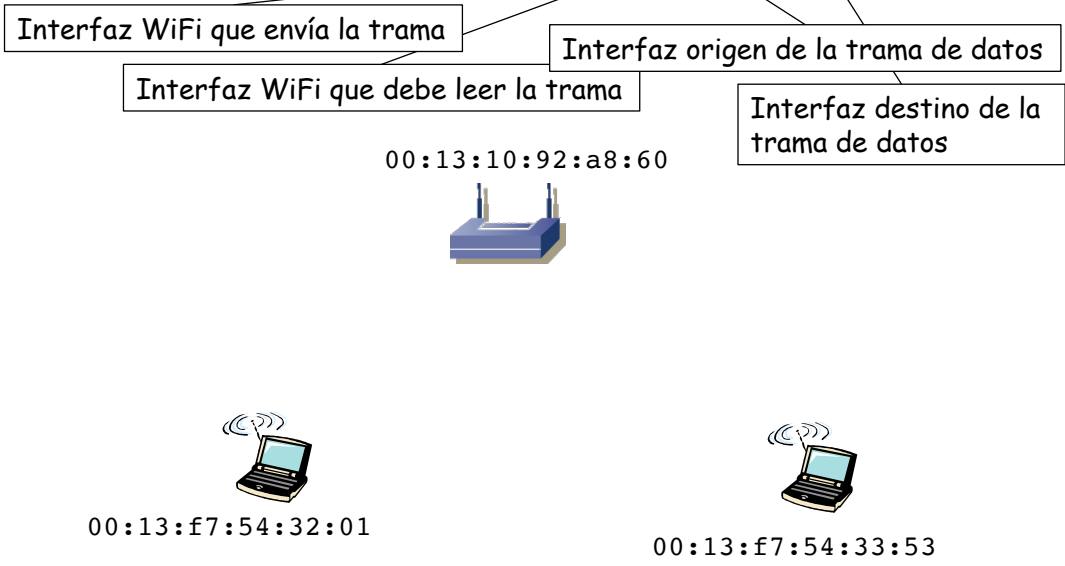 Interfaz WiFi que envía la trama
Interfaz origen de la trama de datos
Interfaz WiFi que debe leer la trama
Interfaz destino de la
trama de datos
00:13:10:92:a8:60
00:13:f7:54:32:01
00:13:f7:54:33:53